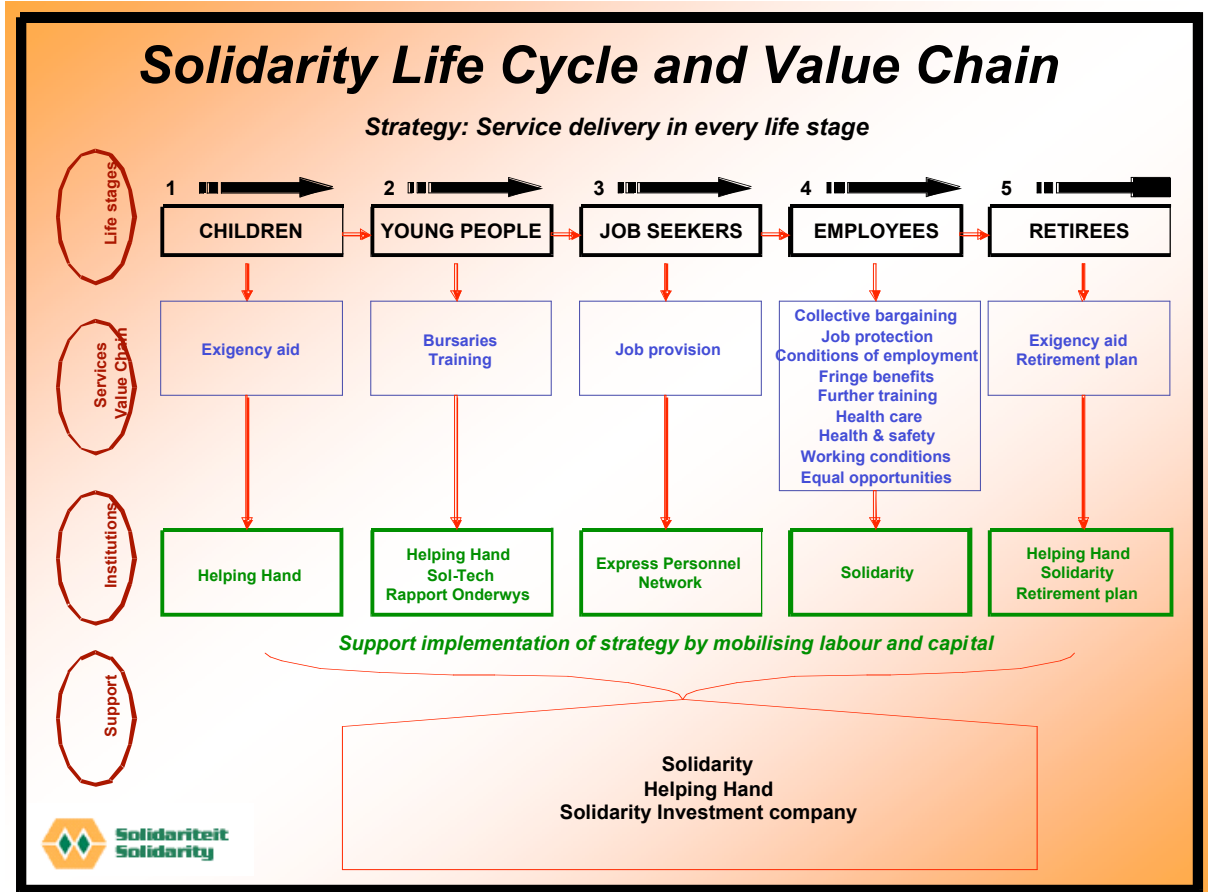 Solidarity Life Cycle and Value Chain
Strategy: Service delivery in every life stage
Life stages
1
2
3
4
5
CHILDREN
YOUNG PEOPLE
JOB SEEKERS
EMPLOYEES
RETIREES
Services
Value Chain
Exigency aid
Bursaries
Training
Job provision
Collective bargaining
Job protection
Conditions of employment
Fringe benefits
Further training
Health care
Health & safety
Working conditions
Equal opportunities
Exigency aid
Retirement plan
Institutions
Helping Hand
Helping Hand
Sol-Tech
Rapport Onderwys
Express Personnel
Network
Solidarity
Helping Hand
Solidarity
Retirement plan
Support implementation of strategy by mobilising labour and capital
Support
Solidarity
Helping Hand
Solidarity Investment company
Solidariteit
Solidarity